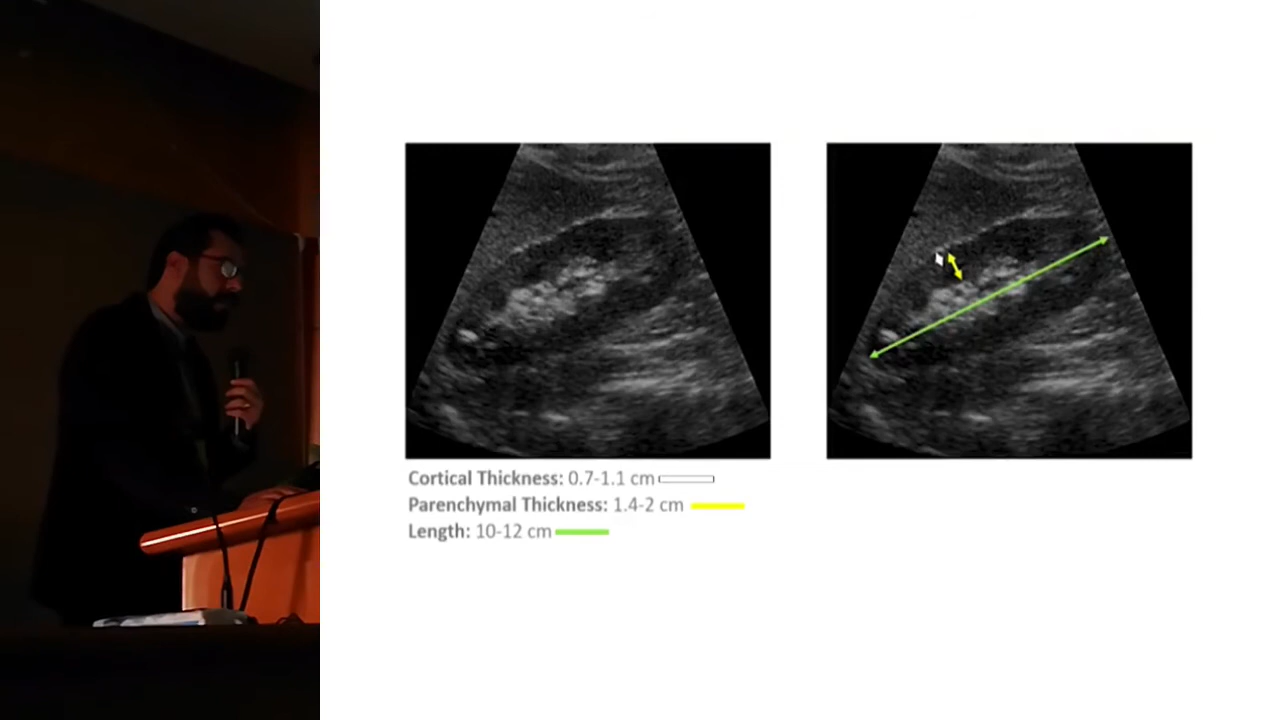 Cortical Thickness: 0.7-1.1 cm
Parenchymal Thickness: 1.4-2 cm
Length: 10-12 cm